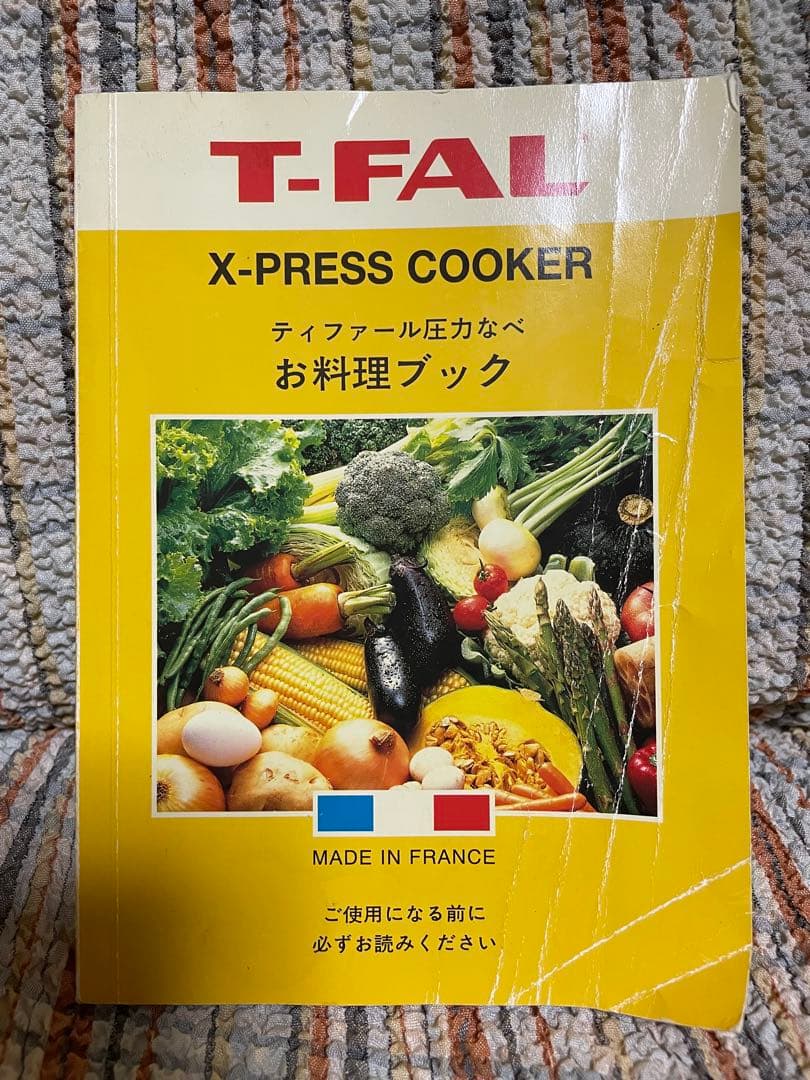 T-FAL
X-PRESS COOKER
ティファール圧力なべ
お料理ブック
MADE IN FRANCE
ご使用になる前に
必ずお読みください